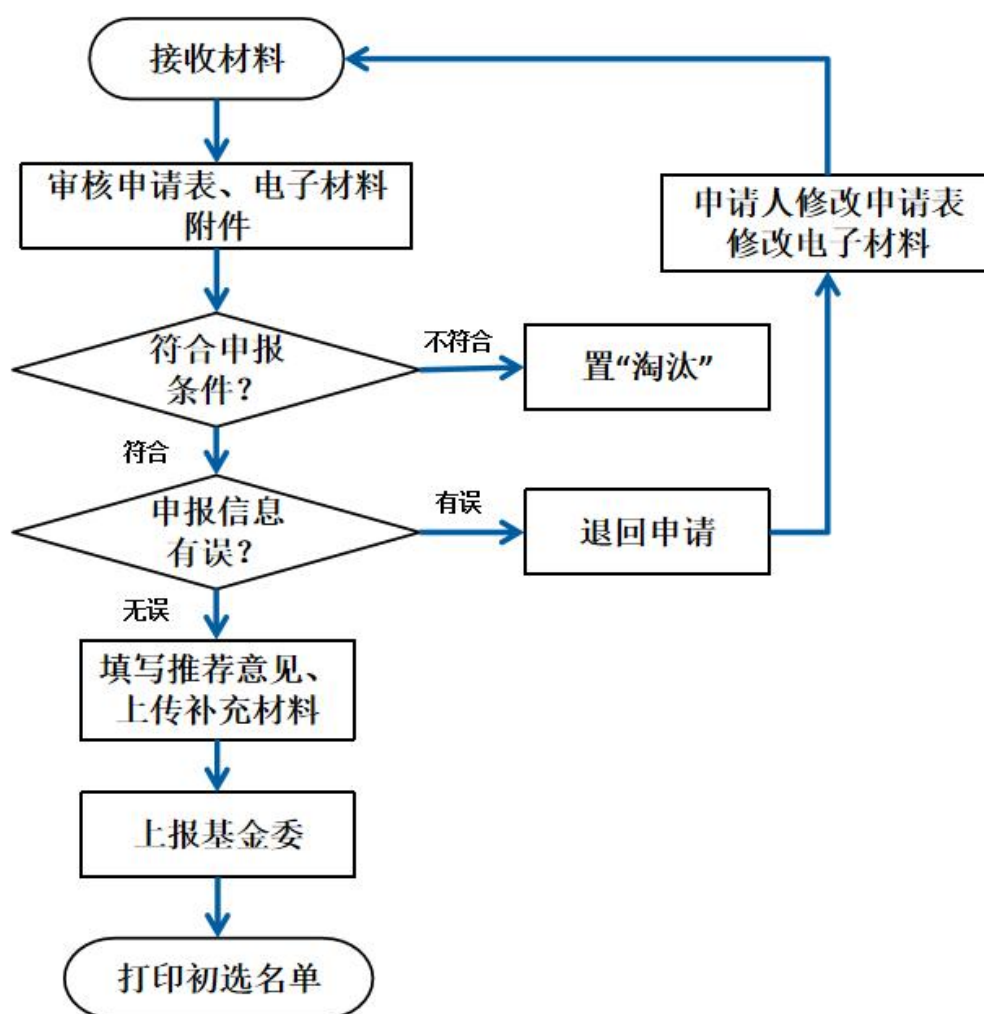 接收材料
审核申请表、电子材料
附件
申请人修改申请表
修改电子材料
符合申报
条件？
不符合
置“淘汰”
符合
申报信息
有误？
有误
退回申请
无误
填写推荐意见、
上传补充材料
上报基金委
打印初选名单